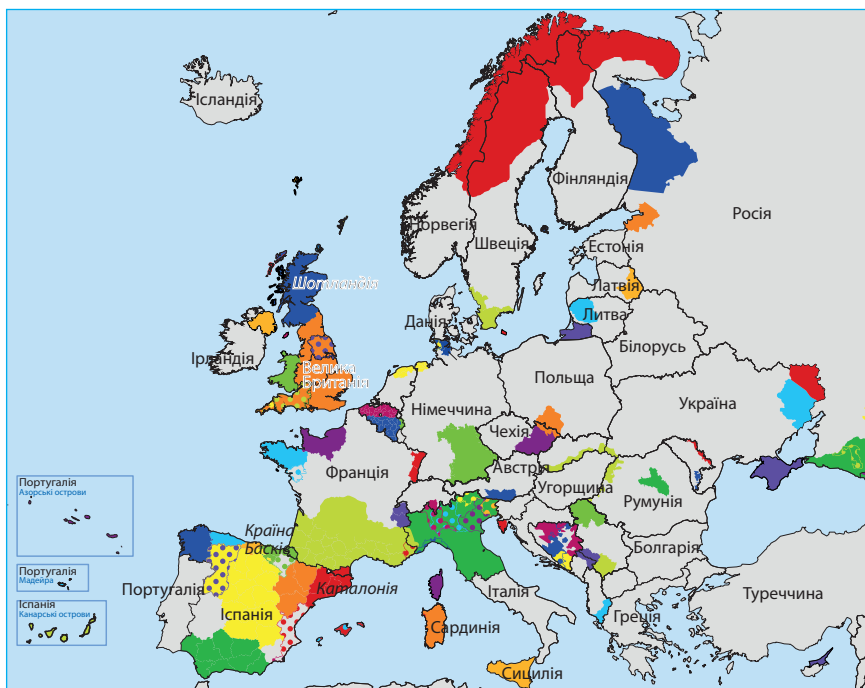 Ісландія
Фінляндія
Росія
Норвегія
Швеція
Естонія
Латвія
Шотландія
Данія
Литва
Ірландія
Білорусь
Велика
Британія
Польща
Німеччина
Україна
Чехія
Франція
Австрія
Угорщина
Румунія
Португалія
Азорські острови
Країна
Басків
Болгарія
Португалія
Мадейра
Португалія
Каталонія
Італія
Іспанія
Туреччина
Іспанія
Канарські острови
Греція
Сардинія
Сицилія